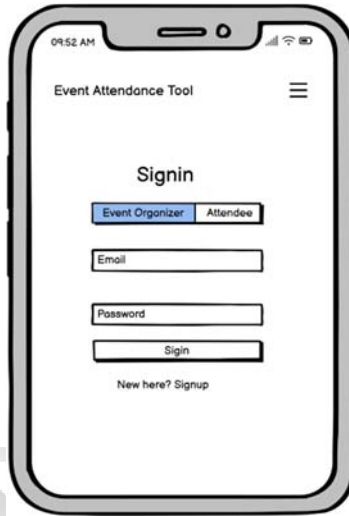 09:52 AM
Event Attendance Tool
Signin
Event Organizer Attendee
Email
Password
Sigin
New here? Signup